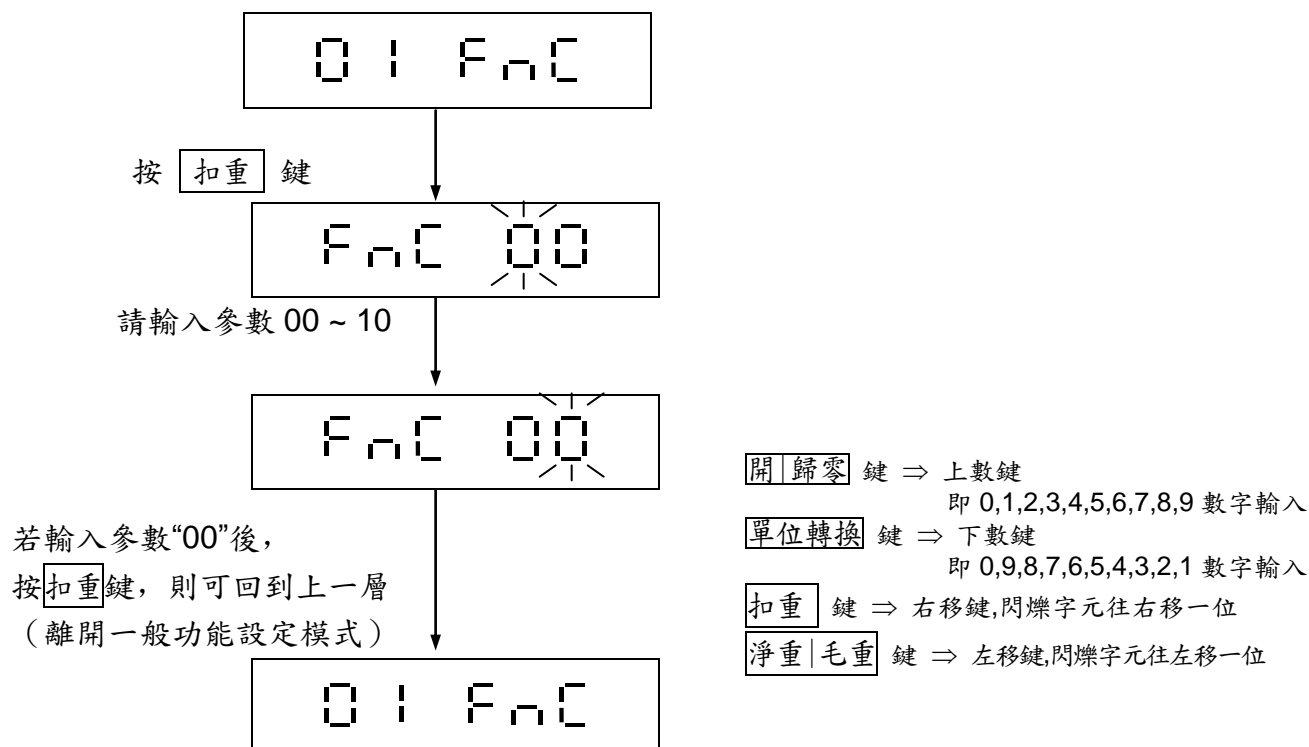 01 FnC
按 扣重 鍵
FnC 00
請輸入參數 00 ~ 10
FnC 00
若輸入參數“00”後，
按扣重鍵，則可回到上一層
（離開一般功能設定模式）
01 FnC
開|歸零 鍵 ⇒ 上數鍵
即 0,1,2,3,4,5,6,7,8,9 數字輸入
單位轉換 鍵 ⇒ 下數鍵
即 0,9,8,7,6,5,4,3,2,1 數字輸入
扣重 鍵 ⇒ 右移鍵,閃爍字元往右移一位
淨重|毛重 鍵 ⇒ 左移鍵,閃爍字元往左移一位